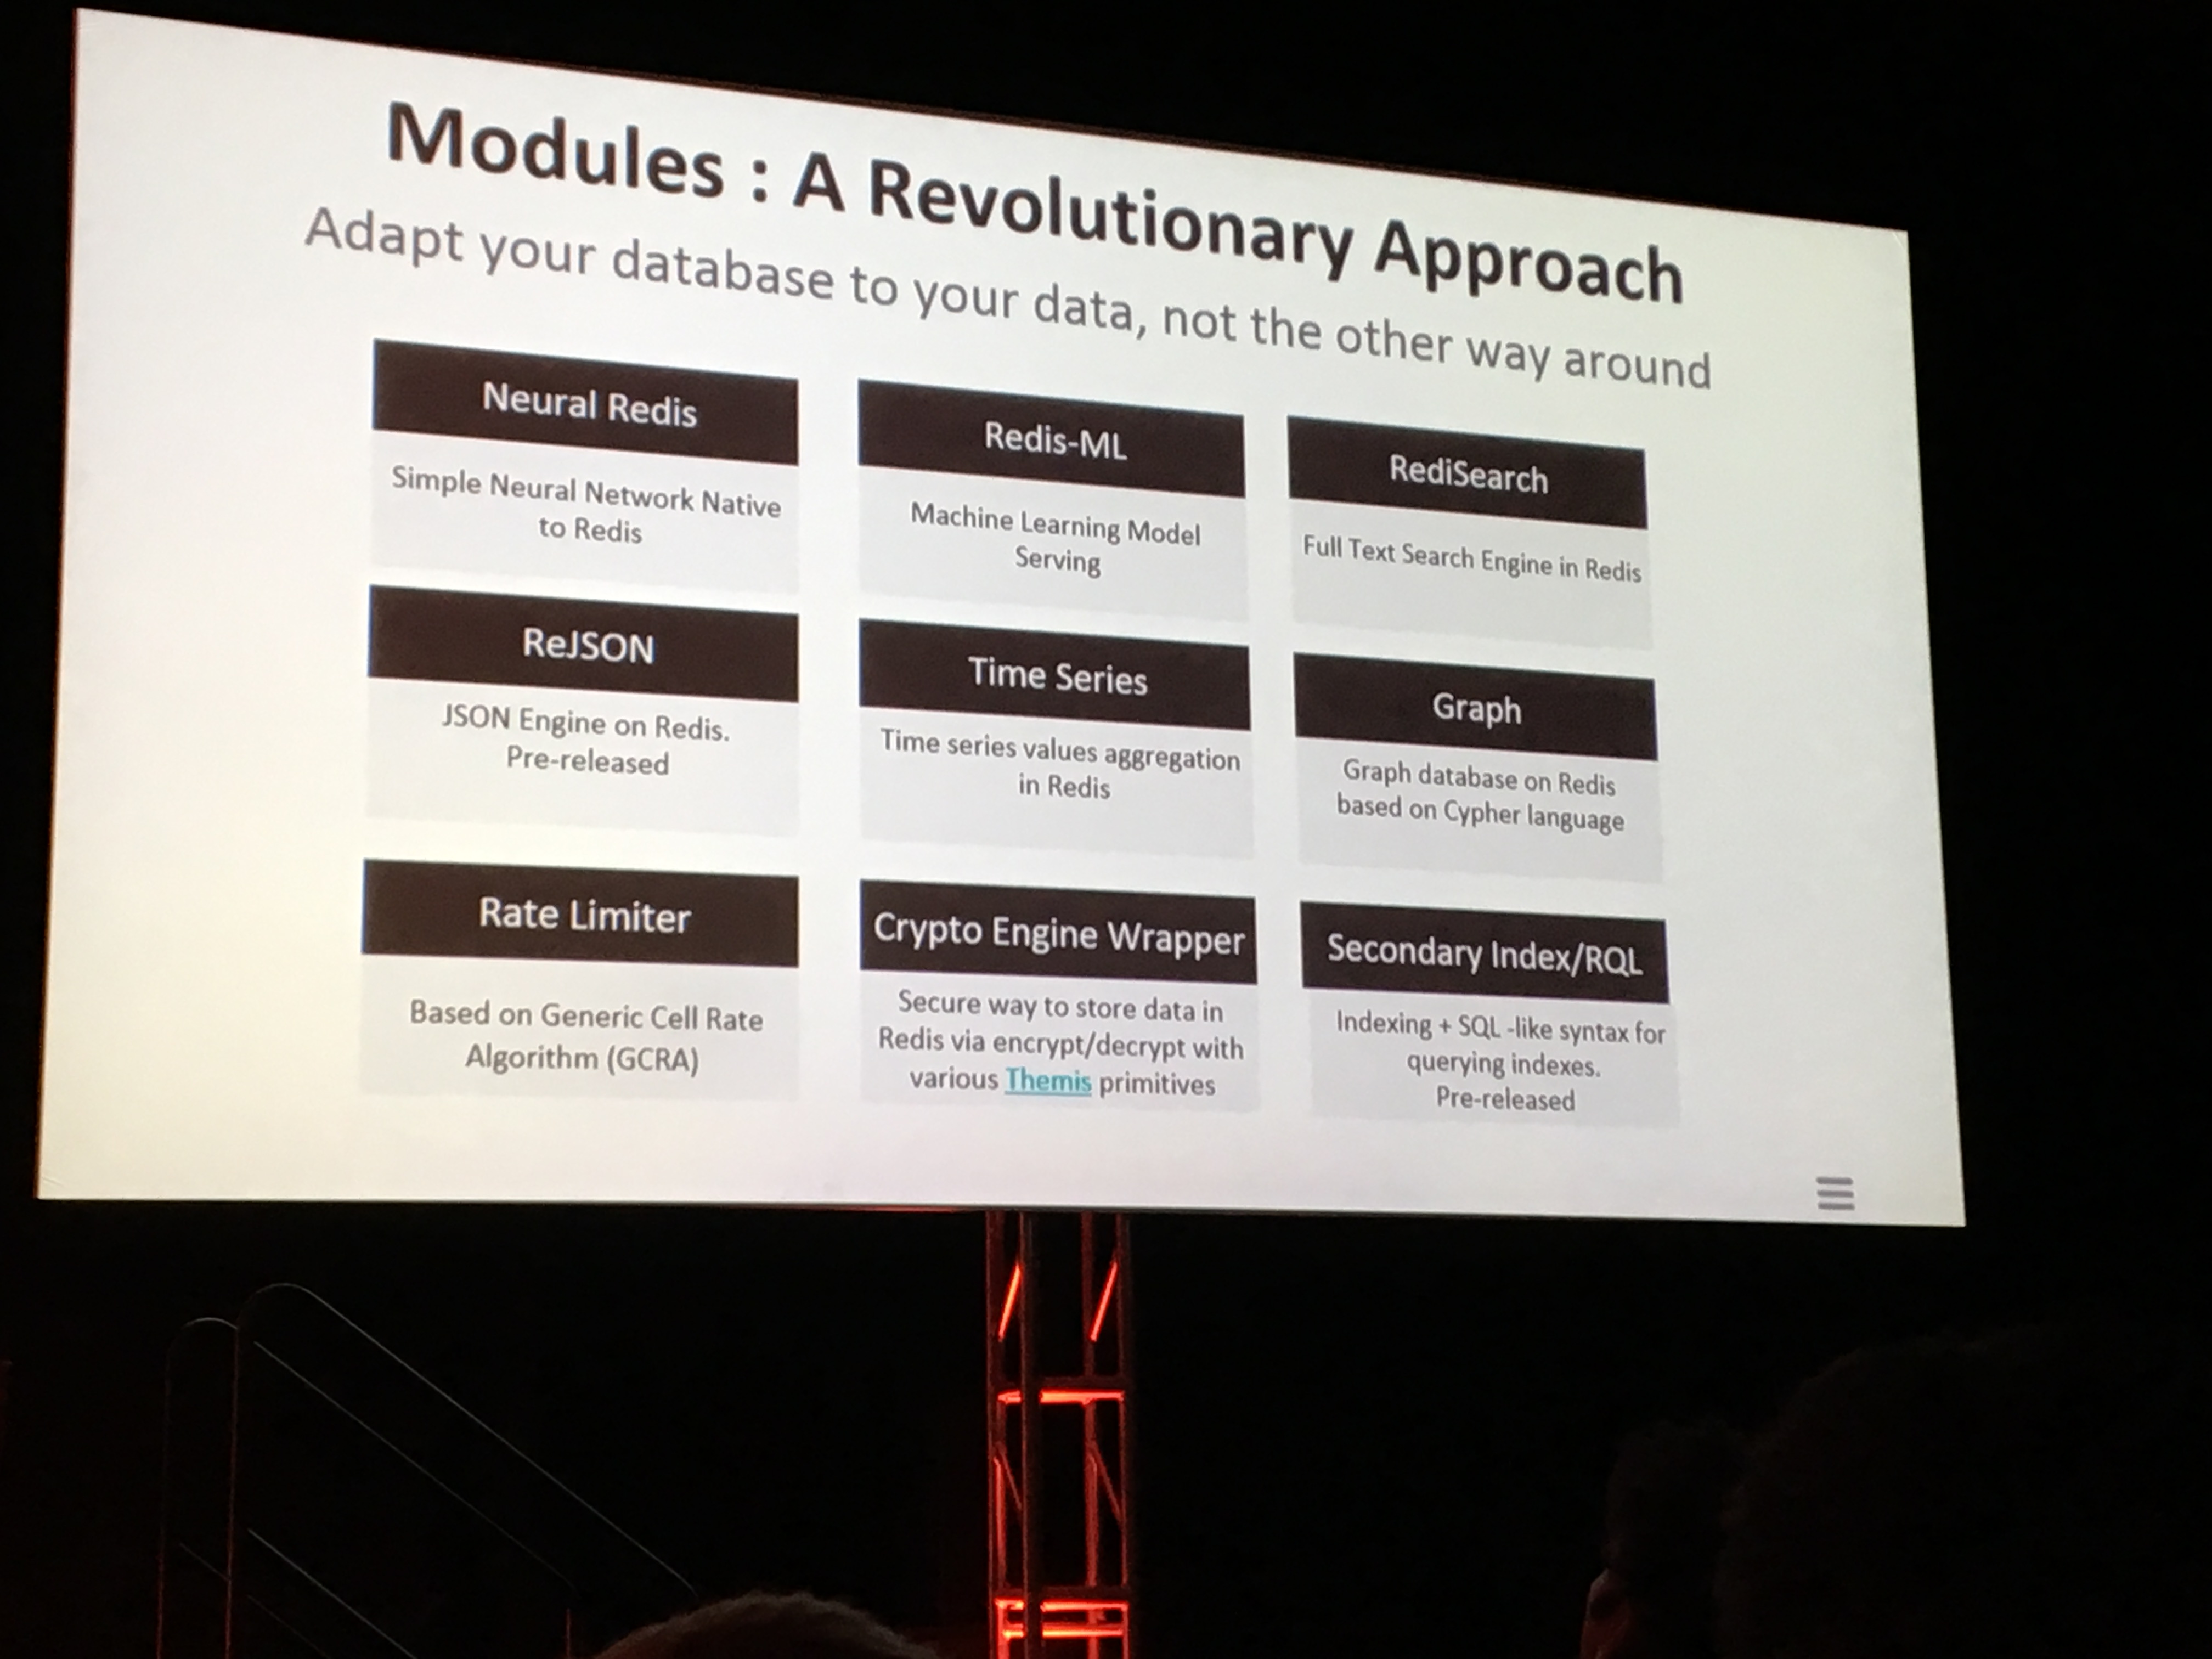 Modules : A Revolutionary Approach
Adapt your database to your data, not the other way around
Neural Redis
Simple Neural Network Native
to Redis
Redis-ML
Machine Learning Model
Serving
RediSearch
Full Text Search Engine in Redis
ReJSON
JSON Engine on Redis.
Pre-released
Time Series
Time series values aggregation
in Redis
Graph
Graph database on Redis
based on Cypher language
Rate Limiter
Based on Generic Cell Rate
Algorithm (GCRA)
Crypto Engine Wrapper
Secure way to store data in
Redis via encrypt/decrypt with
various Themis primitives
Secondary Index/RQL
Indexing + SQL -like syntax for
querying indexes.
Pre-released